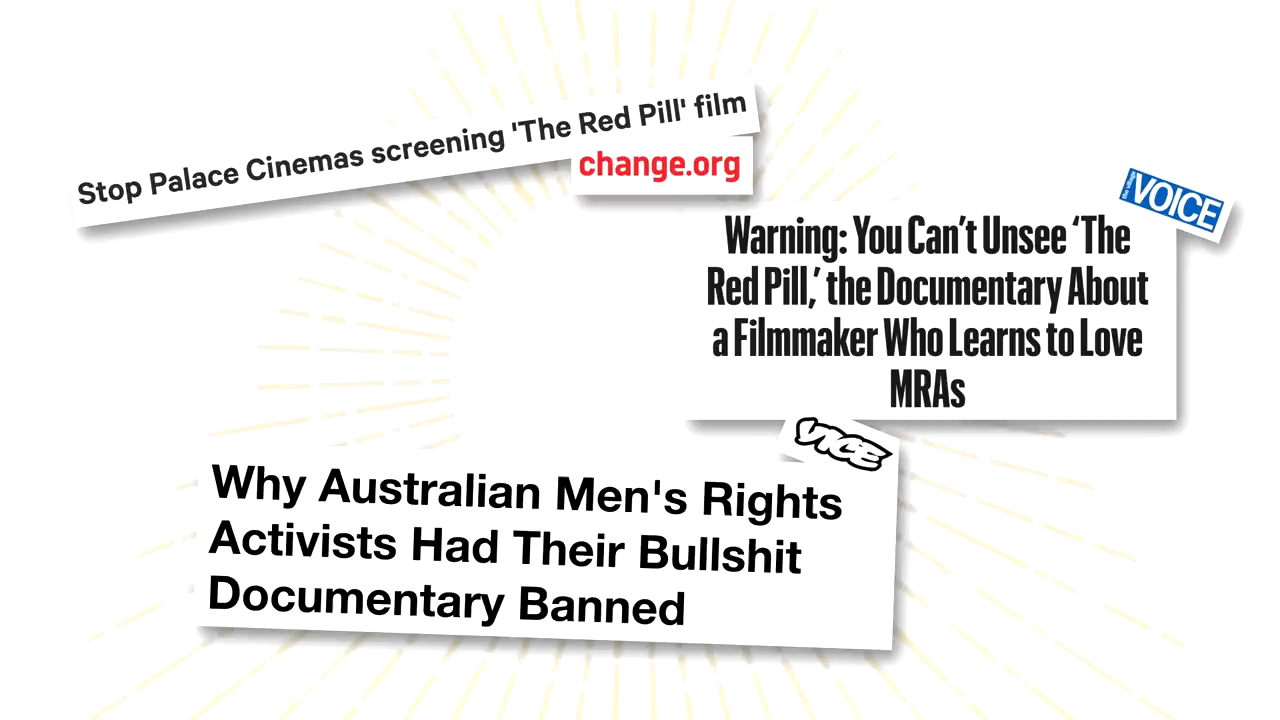 Stop Palace Cinemas screening 'The Red Pill' film
change.org
the village VOICE
Warning: You Can’t Unsee ‘The
Red Pill,’ the Documentary About
a Filmmaker Who Learns to Love
MRAs
VICE
Why Australian Men's Rights
Activists Had Their Bullshit
Documentary Banned